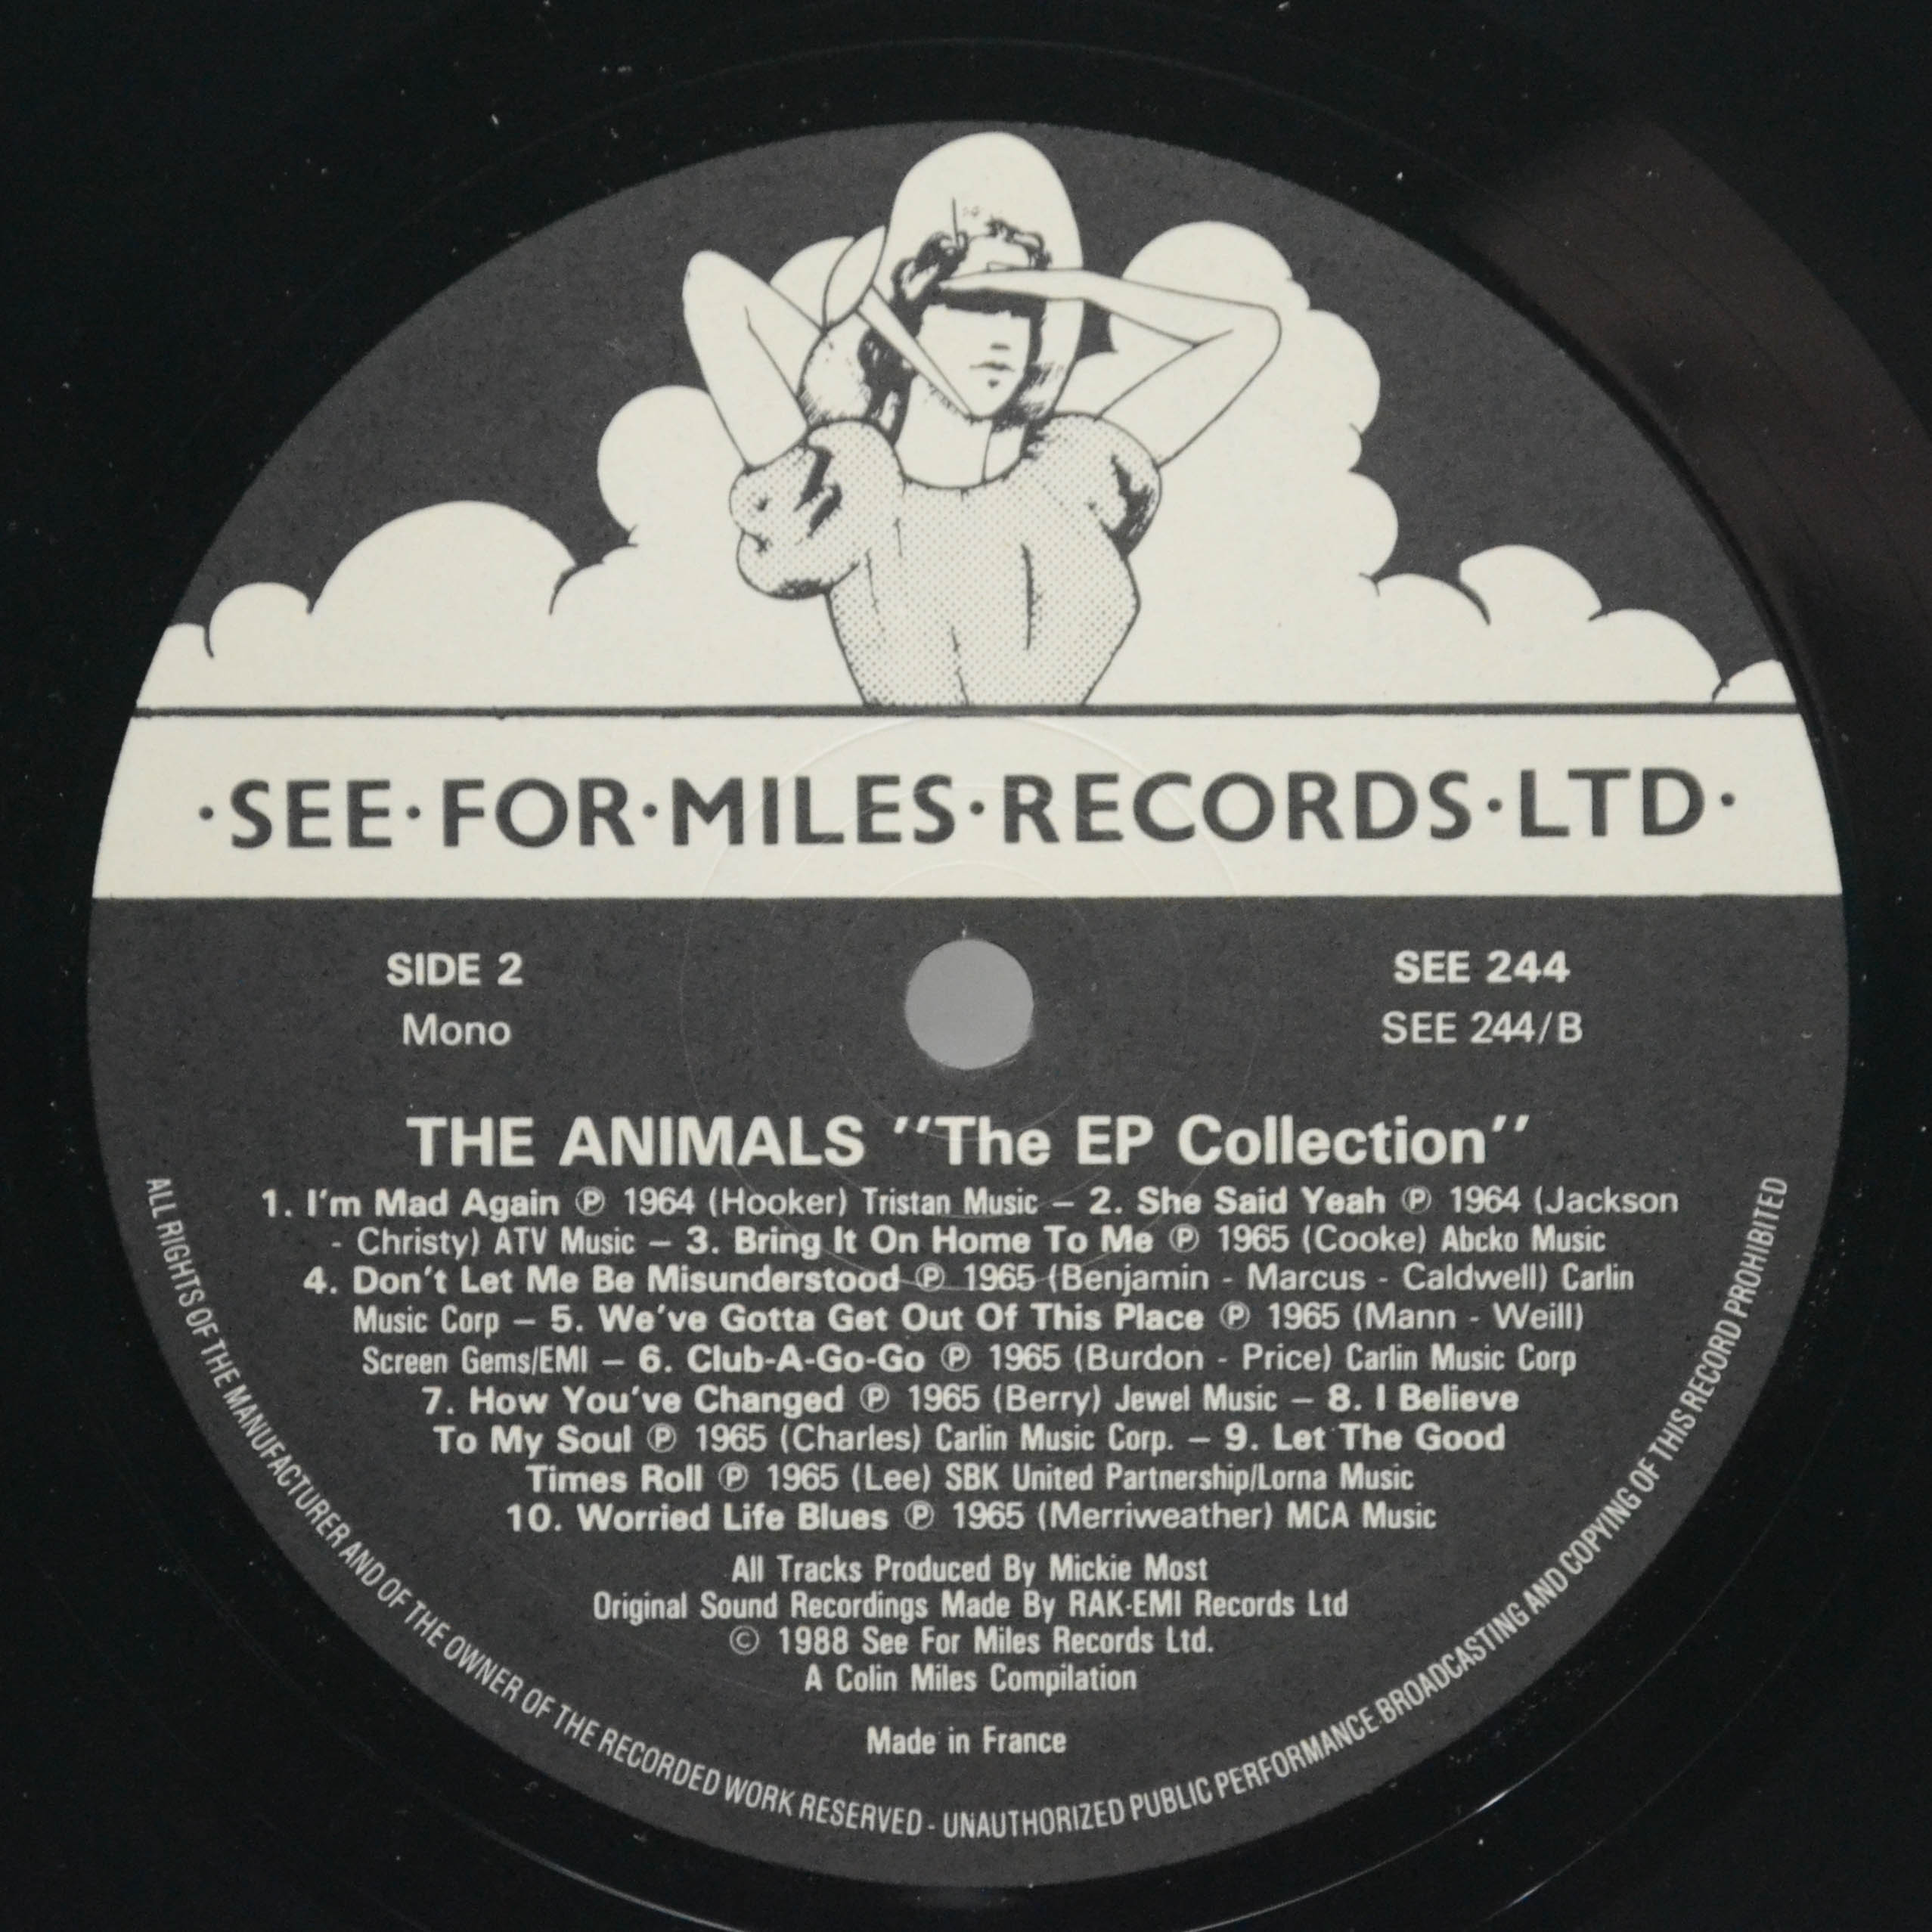 ·SEE·FOR·MILES·RECORDS·LTD·
SIDE 2
Mono
SEE 244
SEE 244/B
THE ANIMALS ''The EP Collection''
1. I'm Mad Again Ⓟ 1964 (Hooker) Tristan Music – 2. She Said Yeah Ⓟ 1964 (Jackson
- Christy) ATV Music – 3. Bring It On Home To Me Ⓟ 1965 (Cooke) Abcko Music
4. Don't Let Me Be Misunderstood Ⓟ 1965 (Benjamin - Marcus - Caldwell) Carlin
Music Corp – 5. We've Gotta Get Out Of This Place Ⓟ 1965 (Mann - Weill)
Screen Gems/EMI – 6. Club-A-Go-Go Ⓟ 1965 (Burdon - Price) Carlin Music Corp
7. How You've Changed Ⓟ 1965 (Berry) Jewel Music – 8. I Believe
To My Soul Ⓟ 1965 (Charles) Carlin Music Corp. – 9. Let The Good
Times Roll Ⓟ 1965 (Lee) SBK United Partnership/Lorna Music
10. Worried Life Blues Ⓟ 1965 (Merriweather) MCA Music
All Tracks Produced By Mickie Most
Original Sound Recordings Made By RAK-EMI Records Ltd
© 1988 See For Miles Records Ltd.
A Colin Miles Compilation
Made in France
ALL RIGHTS OF THE MANUFACTURER AND OF THE OWNER OF THE RECORDED WORK RESERVED - UNAUTHORIZED PUBLIC PERFORMANCE BROADCASTING AND COPYING OF THIS RECORD PROHIBITED